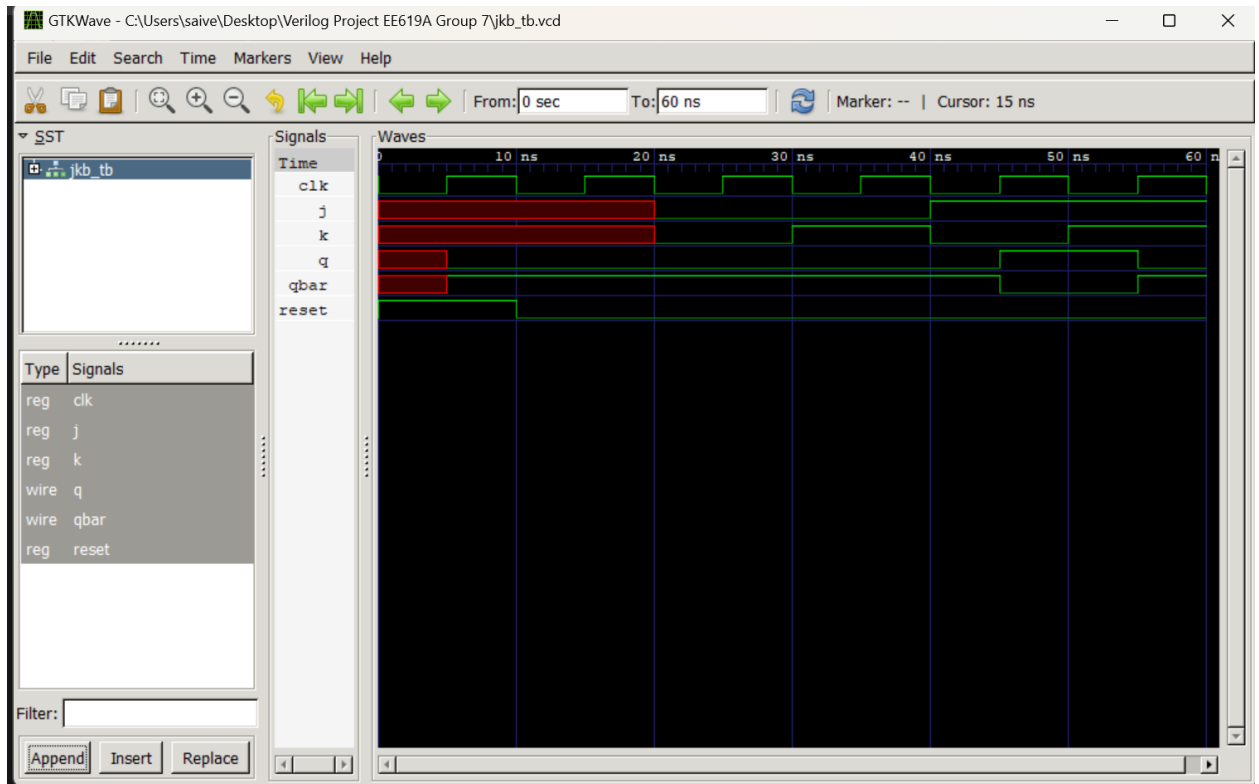 GTKWave - C:\Users\saive\Desktop\Verilog Project EE619A Group 7\jkb_tb.vcd
File Edit Search Time Markers View Help
From: 0 sec To: 60 ns Marker: -- | Cursor: 15 ns
SST
jkb_tb
Type Signals
reg clk
reg j
reg k
wire q
wire qbar
reg reset
Filter:
Append Insert Replace
Signals
Time
clk
j
k
q
qbar
reset
Waves
10 ns 20 ns 30 ns 40 ns 50 ns 60 n